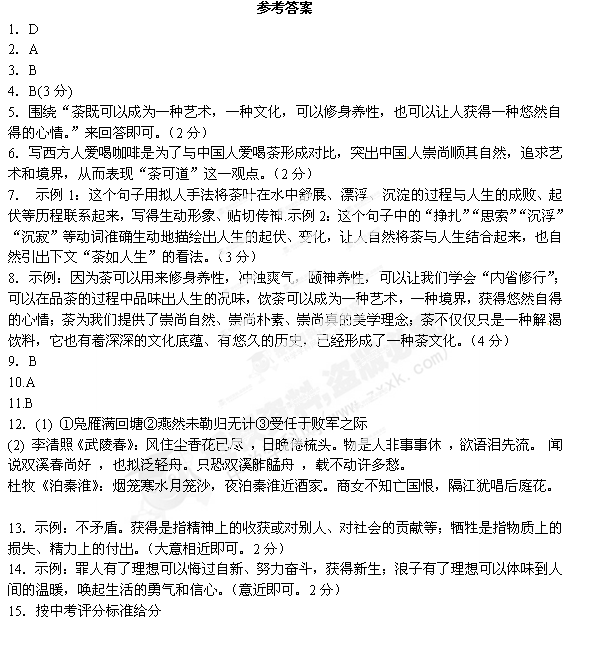 参考答案
1. D
2. A
3. B
4. B(3分)
5. 围绕“茶既可以成为一种艺术，一种文化，可以修身养性，也可以让人获得一种悠然自
得的心情。”来回答即可。（2分）
6. 写西方人爱喝咖啡是为了与中国人爱喝茶形成对比，突出中国人崇尚顺其自然，追求艺
术和境界，从而表现“茶可道”这一观点。（2分）
7. 示例1：这个句子用拟人手法将茶叶在水中舒展、漂浮、沉淀的过程与人生的成败、起
伏等历程联系起来，写得生动形象、贴切传神.示例2：这个句子中的“挣扎”“思索”“沉浮”
“沉寂”等动词准确生动地描绘出人生的起伏、变化，让人自然将茶与人生结合起来，也自
然引出下文“茶如人生”的看法。（3分）
8. 示例：因为茶可以用来修身养性，冲浊爽气，颐神养性，可以让我们学会“内省修行”；
可以在品茶的过程中品味出人生的况味，饮茶可以成为一种艺术，一种境界，获得悠然自得
的心情；茶为我们提供了崇尚自然、崇尚朴素、崇尚真的美学理念；茶不仅仅只是一种解渴
饮料，它也有着深深的文化底蕴、有悠久的历史，已经形成了一种茶文化。（4分）
9. B
10.A
11.B
12. (1) ①凫雁满回塘②燕然未勒归无计③受任于败军之际
(2) 李清照《武陵春》：风住尘香花已尽，日晚倦梳头。物是人非事事休 ，欲语泪先流。 闻
说双溪春尚好 ，也拟泛轻舟。只恐双溪舴艋舟 ，载不动许多愁。
杜牧《泊秦淮》：烟笼寒水月笼沙，夜泊秦淮近酒家。商女不知亡国恨，隔江犹唱后庭花。
13. 示例：不矛盾。获得是指精神上的收获或对别人、对社会的贡献等；牺牲是指物质上的
损失、精力上的付出。（大意相近即可。2分）
14. 示例：罪人有了理想可以悔过自新、努力奋斗，获得新生；浪子有了理想可以体味到人
间的温暖，唤起生活的勇气和信心。（意近即可。2分）
15. 按中考评分标准给分